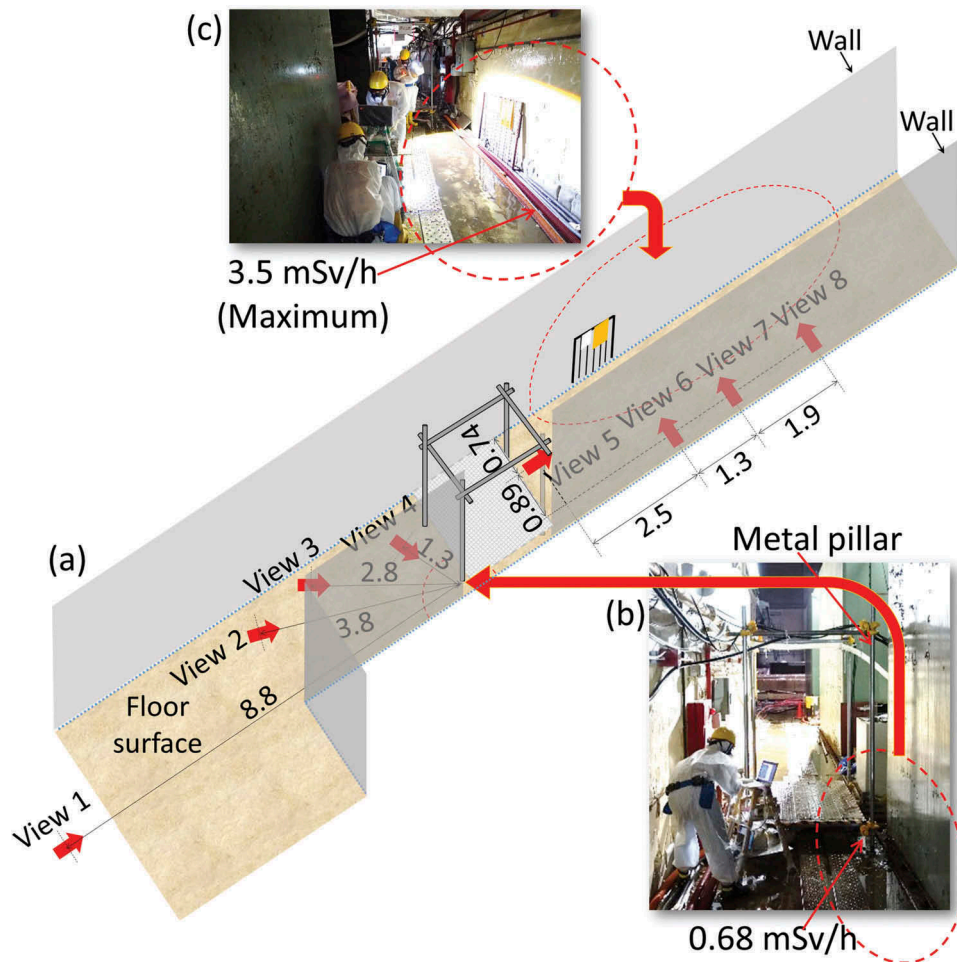 (c)
Wall
Wall
3.5 mSv/h
(Maximum)
View 8
View 7
View 6
View 5
1.9
1.3
2.5
0.74
0.89
(a)
View 4
View 3
1.3
2.8
View 2
3.8
Floor
surface
8.8
View 1
Metal pillar
(b)
0.68 mSv/h